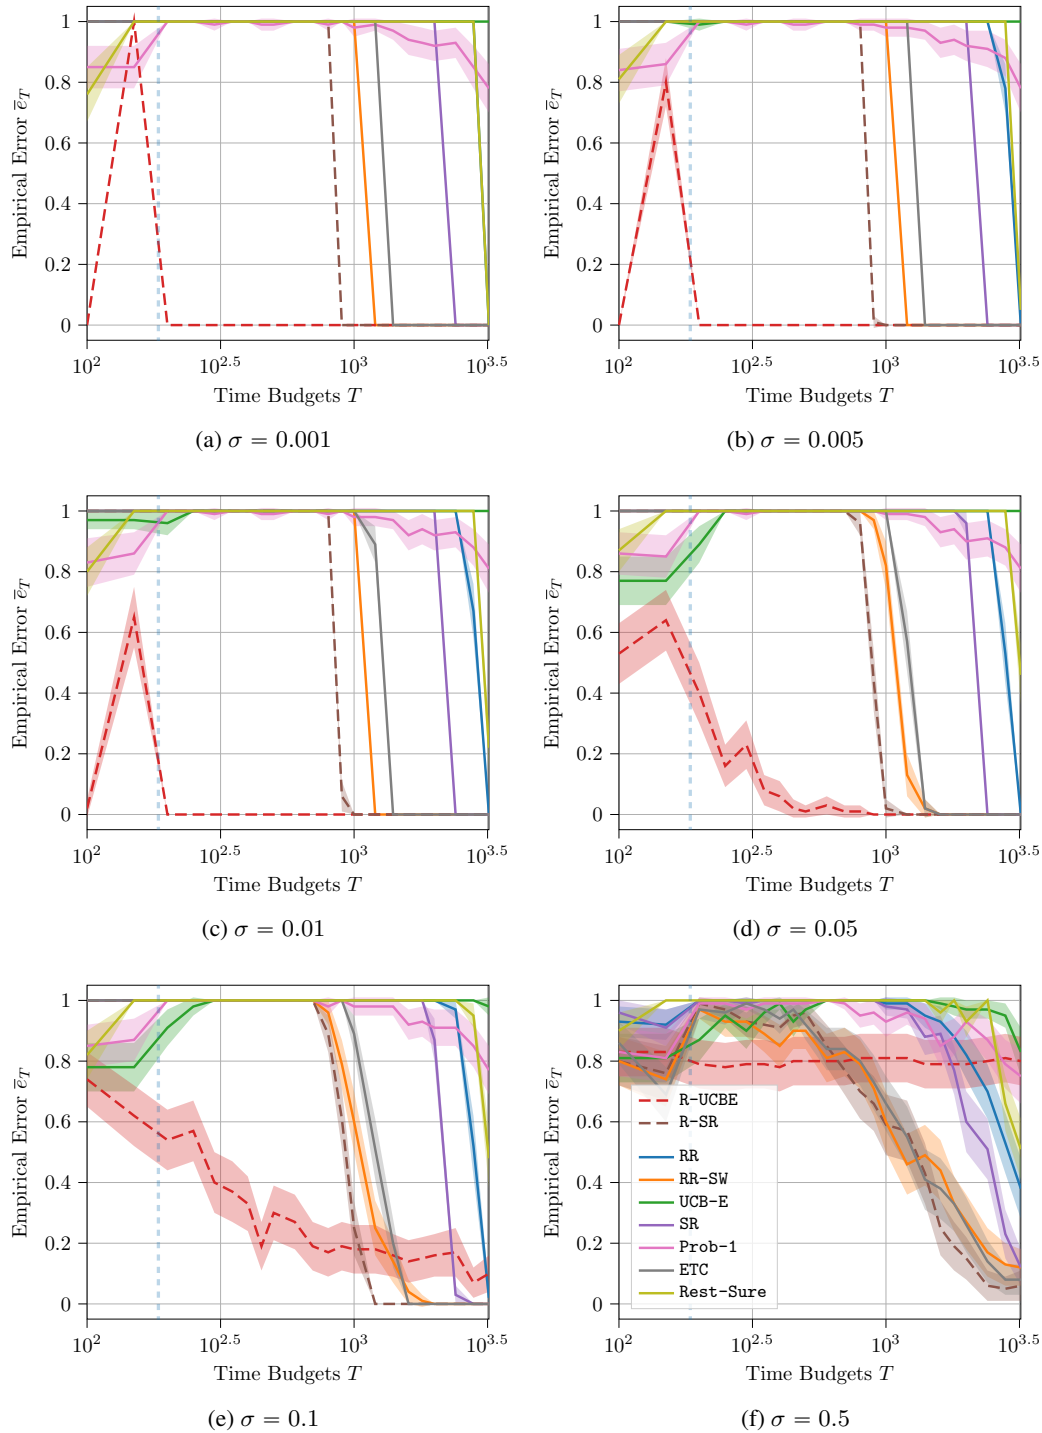 Empirical Error e̅_T
1
0.8
0.6
0.4
0.2
0
10^2
10^2.5
10^3
10^3.5
Time Budgets T
(a) σ = 0.001
Empirical Error e̅_T
1
0.8
0.6
0.4
0.2
0
10^2
10^2.5
10^3
10^3.5
Time Budgets T
(b) σ = 0.005
Empirical Error e̅_T
1
0.8
0.6
0.4
0.2
0
10^2
10^2.5
10^3
10^3.5
Time Budgets T
(c) σ = 0.01
Empirical Error e̅_T
1
0.8
0.6
0.4
0.2
0
10^2
10^2.5
10^3
10^3.5
Time Budgets T
(d) σ = 0.05
Empirical Error e̅_T
1
0.8
0.6
0.4
0.2
0
10^2
10^2.5
10^3
10^3.5
Time Budgets T
(e) σ = 0.1
Empirical Error e̅_T
1
0.8
0.6
0.4
0.2
0
R-UCBE
R-SR
RR
RR-SW
UCB-E
SR
Prob-1
ETC
Rest-Sure
10^2
10^2.5
10^3
10^3.5
Time Budgets T
(f) σ = 0.5